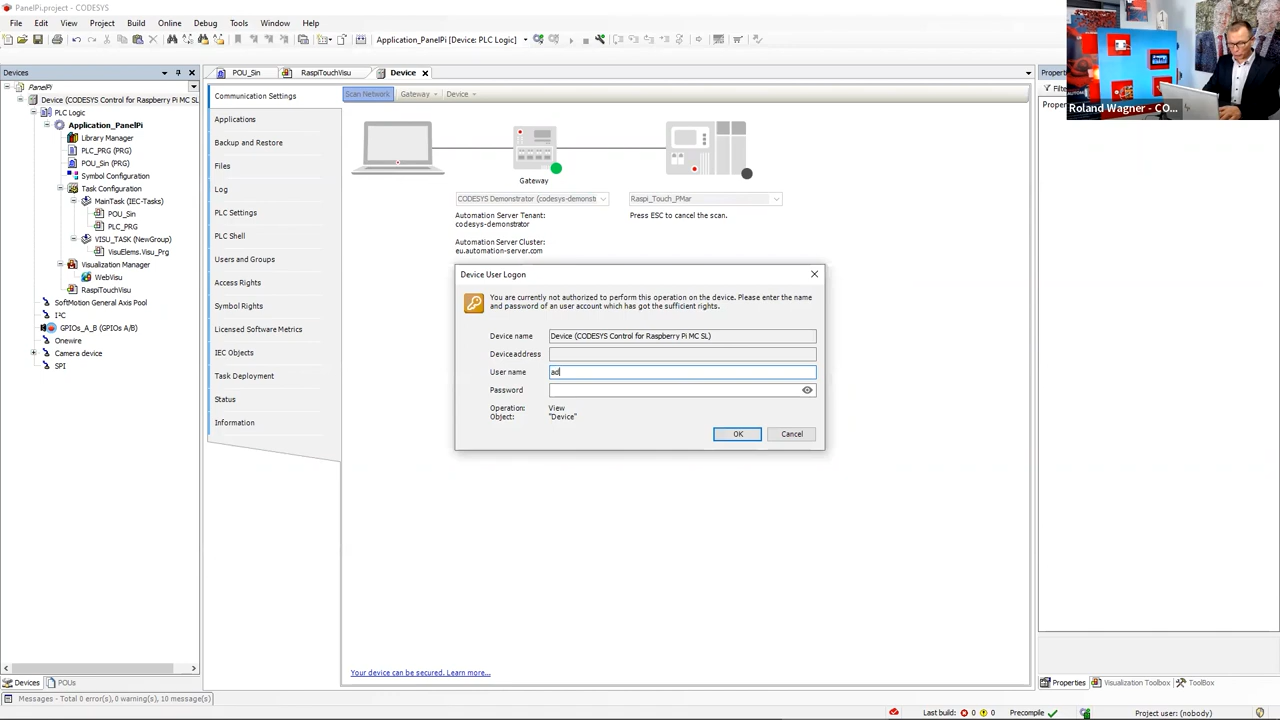 PanelPi.project - CODESYS
File Edit View Project Build Online Debug Tools Window Help
Application_PanelPi [Device: PLC Logic]
Roland Wagner - CO...
Devices
PanelPi
Device (CODESYS Control for Raspberry Pi MC SL)
PLC Logic
Application_PanelPi
Library Manager
PLC_PRG (PRG)
POU_Sin (PRG)
Symbol Configuration
Task Configuration
MainTask (IEC-Tasks)
POU_Sin
PLC_PRG
VISU_TASK (NewGroup)
VisuElems.Visu_Prg
Visualization Manager
WebVisu
RaspiTouchVisu
SoftMotion General Axis Pool
I²C
GPIOs_A_B (GPIOs A/B)
Onewire
Camera device
SPI
Devices POUs
POU_Sin RaspiTouchVisu Device
Communication Settings
Applications
Backup and Restore
Files
Log
PLC Settings
PLC Shell
Users and Groups
Access Rights
Symbol Rights
Licensed Software Metrics
IEC Objects
Task Deployment
Status
Information
Scan Network Gateway Device
Gateway
CODESYS Demonstrator (codesys-demonst
Raspi_Touch_PMar
Automation Server Tenant:
codesys-demonstrator
Press ESC to cancel the scan.
Automation Server Cluster:
eu.automation-server.com
Device User Logon
You are currently not authorized to perform this operation on the device. Please enter the name
and password of an user account which has got the sufficient rights.
Device name Device (CODESYS Control for Raspberry Pi MC SL)
Device address
User name ad
Password
Operation: View
Object: "Device"
OK Cancel
Your device can be secured. Learn more...
Properties Visualization Toolbox ToolBox
Messages - Total 0 error(s), 0 warning(s), 10 message(s)
Last build: 0 0 Precompile Project user: (nobody)